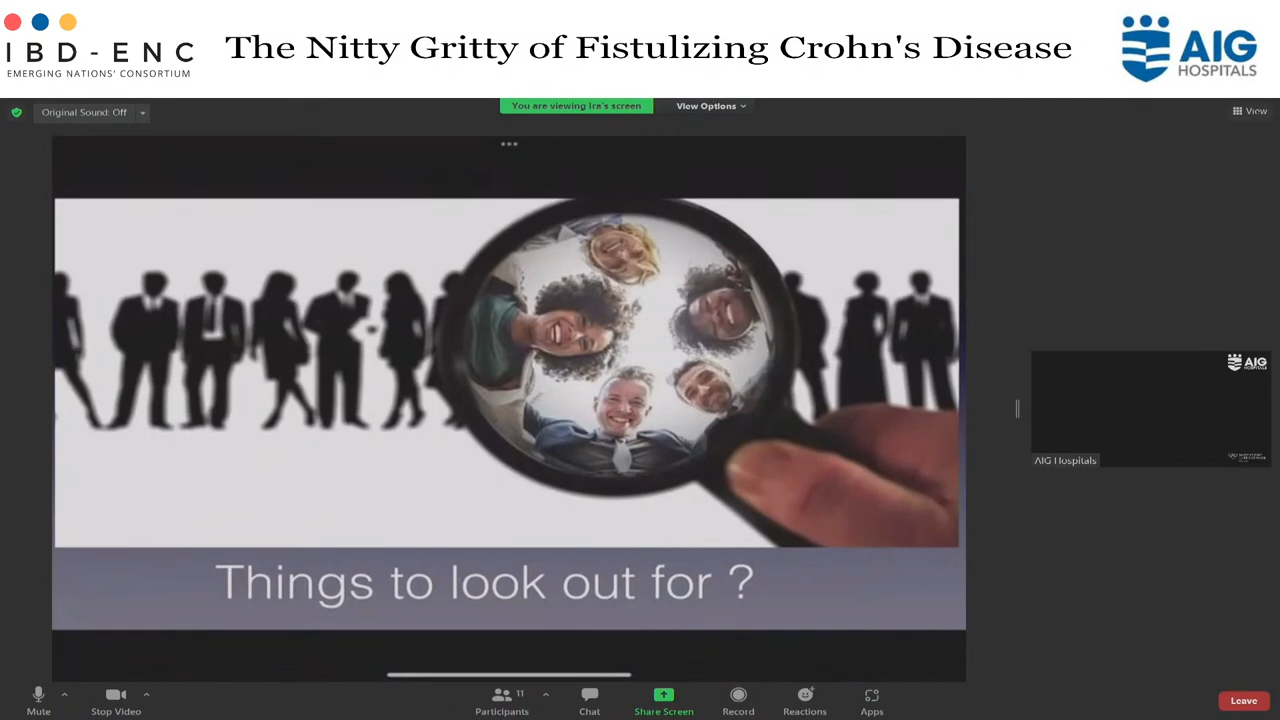 IBD-ENC
EMERGING NATIONS' CONSORTIUM
The Nitty Gritty of Fistulizing Crohn's Disease
AIG
HOSPITALS
Original Sound: Off
You are viewing Ira's screen
View Options
View
Things to look out for ?
AIG
HOSPITALS
AIG Hospitals
Mute
Stop Video
Participants
11
Chat
Share Screen
Record
Reactions
Apps
Leave